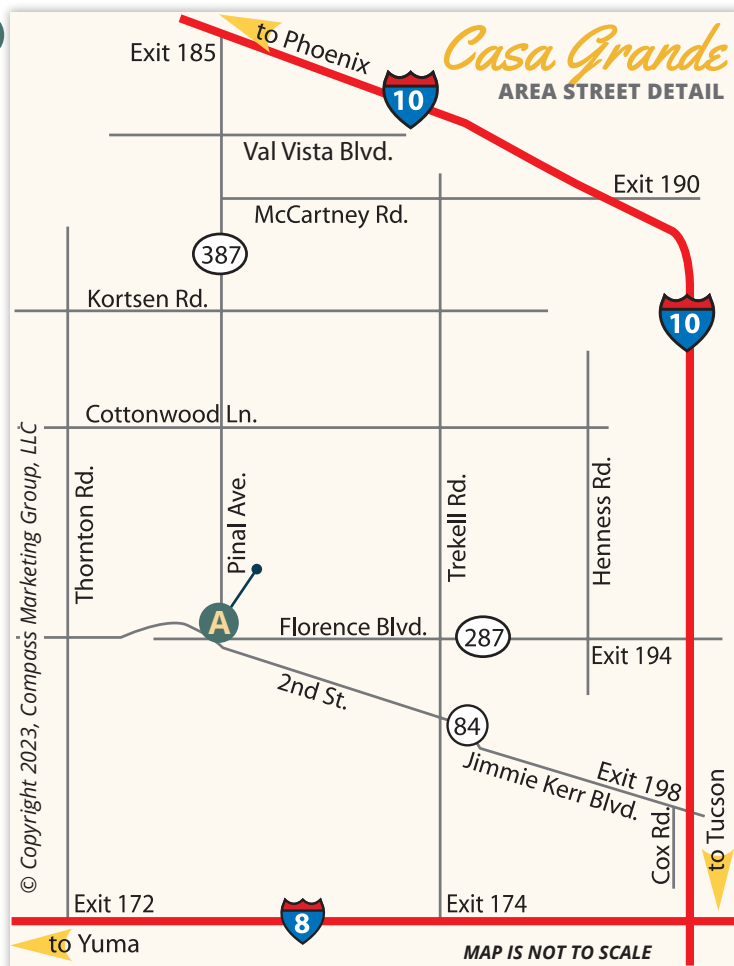 to Phoenix
Casa Grande
AREA STREET DETAIL
Exit 185
10
Val Vista Blvd.
Exit 190
McCartney Rd.
387
Kortsen Rd.
10
Cottonwood Ln.
Thornton Rd.
Pinal Ave.
Trekell Rd.
Henness Rd.
A
Florence Blvd.
287
Exit 194
2nd St.
84
Jimmie Kerr Blvd.
Exit 198
Cox Rd.
to Tucson
Exit 172
Exit 174
8
to Yuma
MAP IS NOT TO SCALE
© Copyright 2023, Compass Marketing Group, LLC